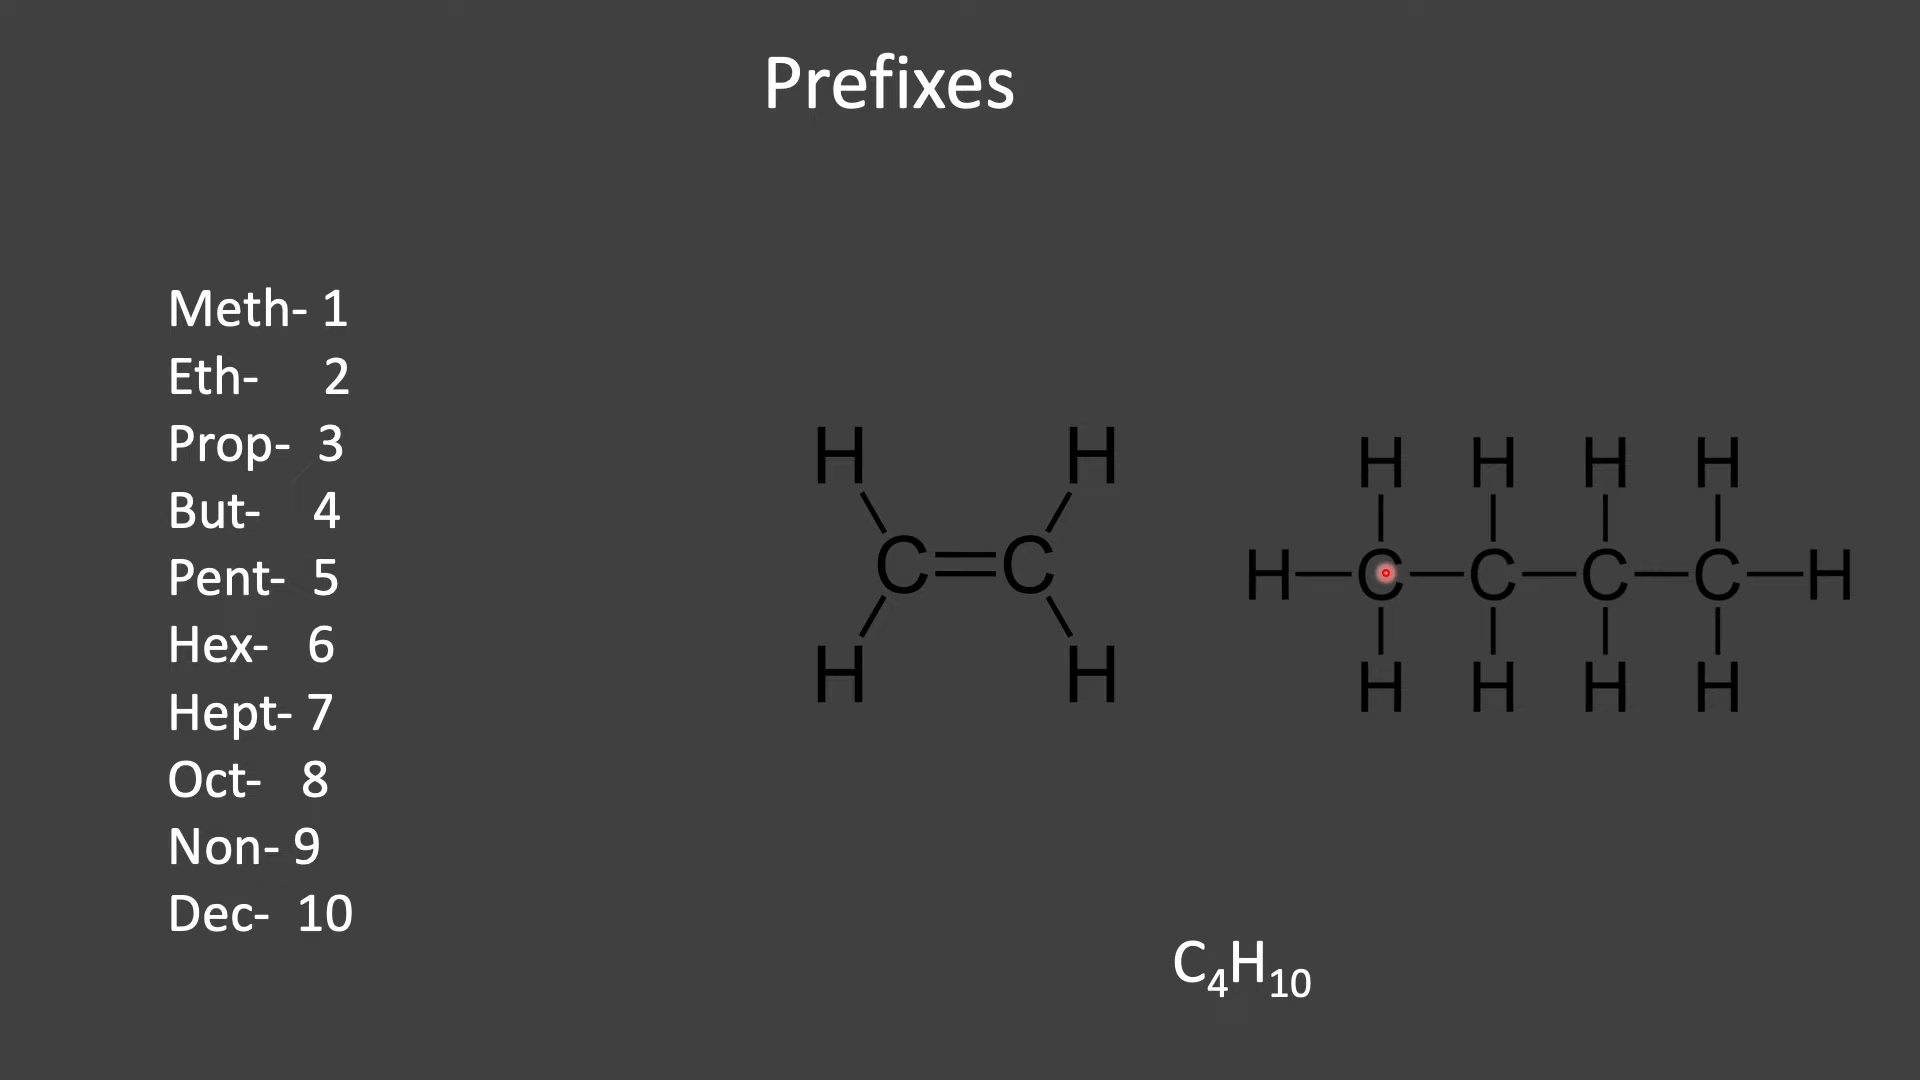 Prefixes
Meth- 1
Eth- 2
Prop- 3
But- 4
Pent- 5
Hex- 6
Hept- 7
Oct- 8
Non- 9
Dec- 10
H H
C C
H H
H H H H
H C C C C H
H H H H
C₄H₁₀